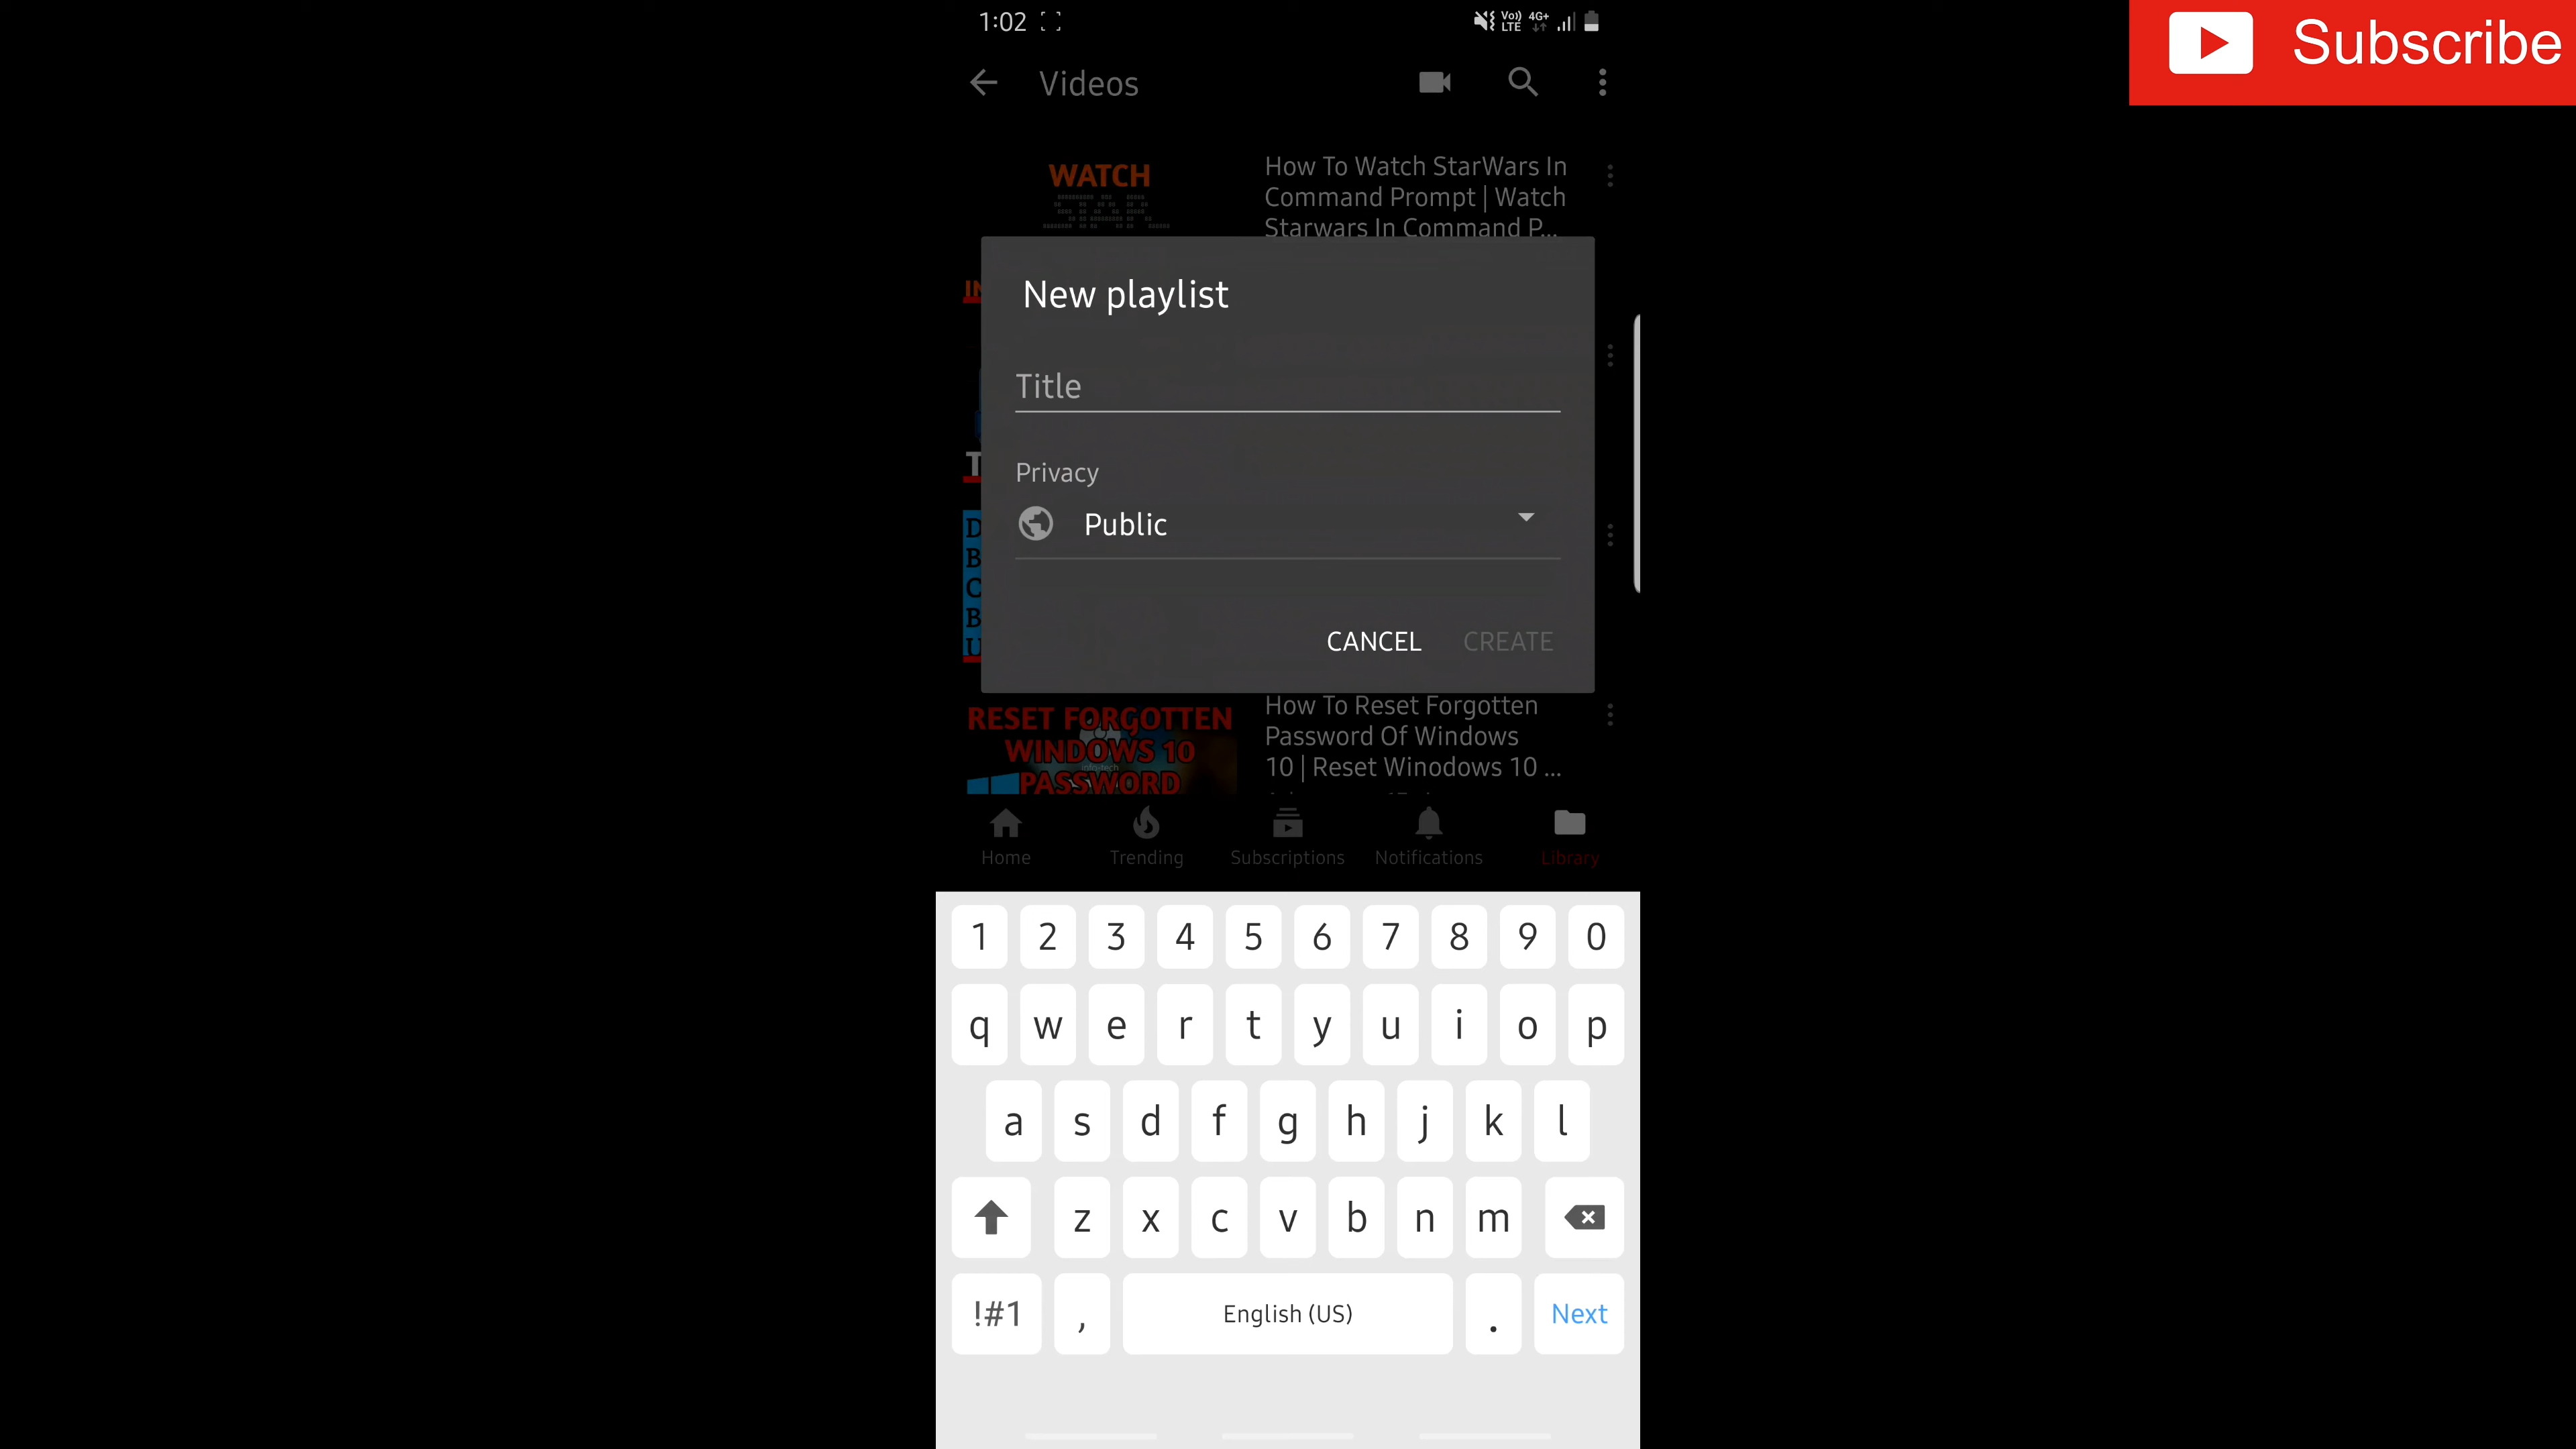 1:02
Vo))
LTE
4G+
Subscribe
Videos
WATCH
How To Watch StarWars In
Command Prompt | Watch
Starwars In Command P...
New playlist
Title
Privacy
Public
CANCEL
CREATE
T
D
B
C
B
U
RESET FORGOTTEN
WINDOWS 10
PASSWORD
How To Reset Forgotten
Password Of Windows
10 | Reset Winodows 10 ...
Home
Trending
Subscriptions
Notifications
Library
1 2 3 4 5 6 7 8 9 0
q w e r t y u i o p
a s d f g h j k l
z x c v b n m
!#1 , English (US) . Next